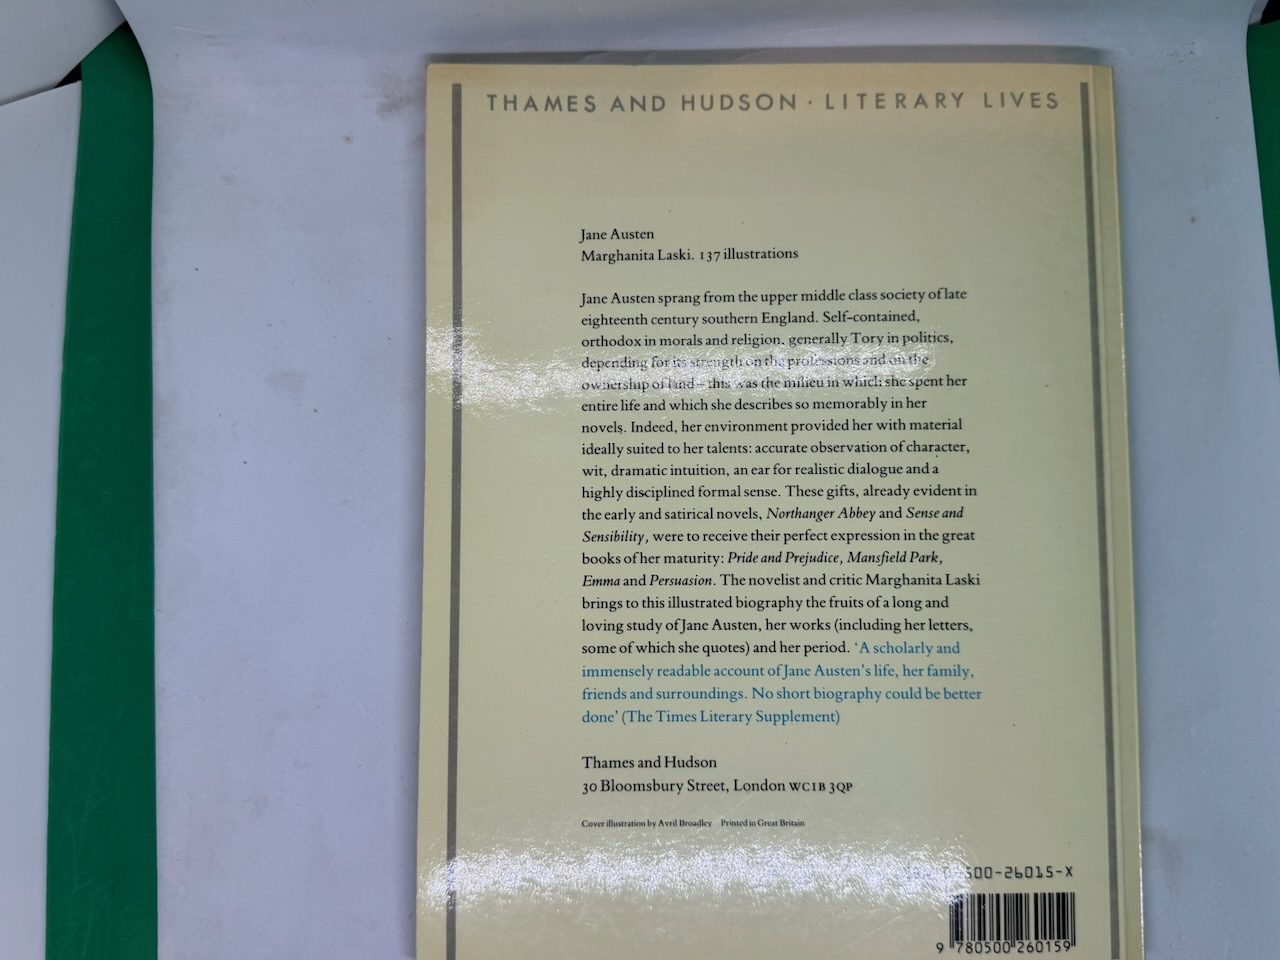 THAMES AND HUDSON · LITERARY LIVES
Jane Austen
Marghanita Laski. 137 illustrations
Jane Austen sprang from the upper middle class society of late
eighteenth century southern England. Self-contained,
orthodox in morals and religion, generally Tory in politics,
depending for its strength on the professions and on the
ownership of land – this was the milieu in which she spent her
entire life and which she describes so memorably in her
novels. Indeed, her environment provided her with material
ideally suited to her talents: accurate observation of character,
wit, dramatic intuition, an ear for realistic dialogue and a
highly disciplined formal sense. These gifts, already evident in
the early and satirical novels, Northanger Abbey and Sense and
Sensibility, were to receive their perfect expression in the great
books of her maturity: Pride and Prejudice, Mansfield Park,
Emma and Persuasion. The novelist and critic Marghanita Laski
brings to this illustrated biography the fruits of a long and
loving study of Jane Austen, her works (including her letters,
some of which she quotes) and her period. ‘A scholarly and
immensely readable account of Jane Austen’s life, her family,
friends and surroundings. No short biography could be better
done’ (The Times Literary Supplement)
Thames and Hudson
30 Bloomsbury Street, London WC1B 3QP
Cover illustration by Avril Broadley Printed in Great Britain
0-500-26015-X
9 780500 260159